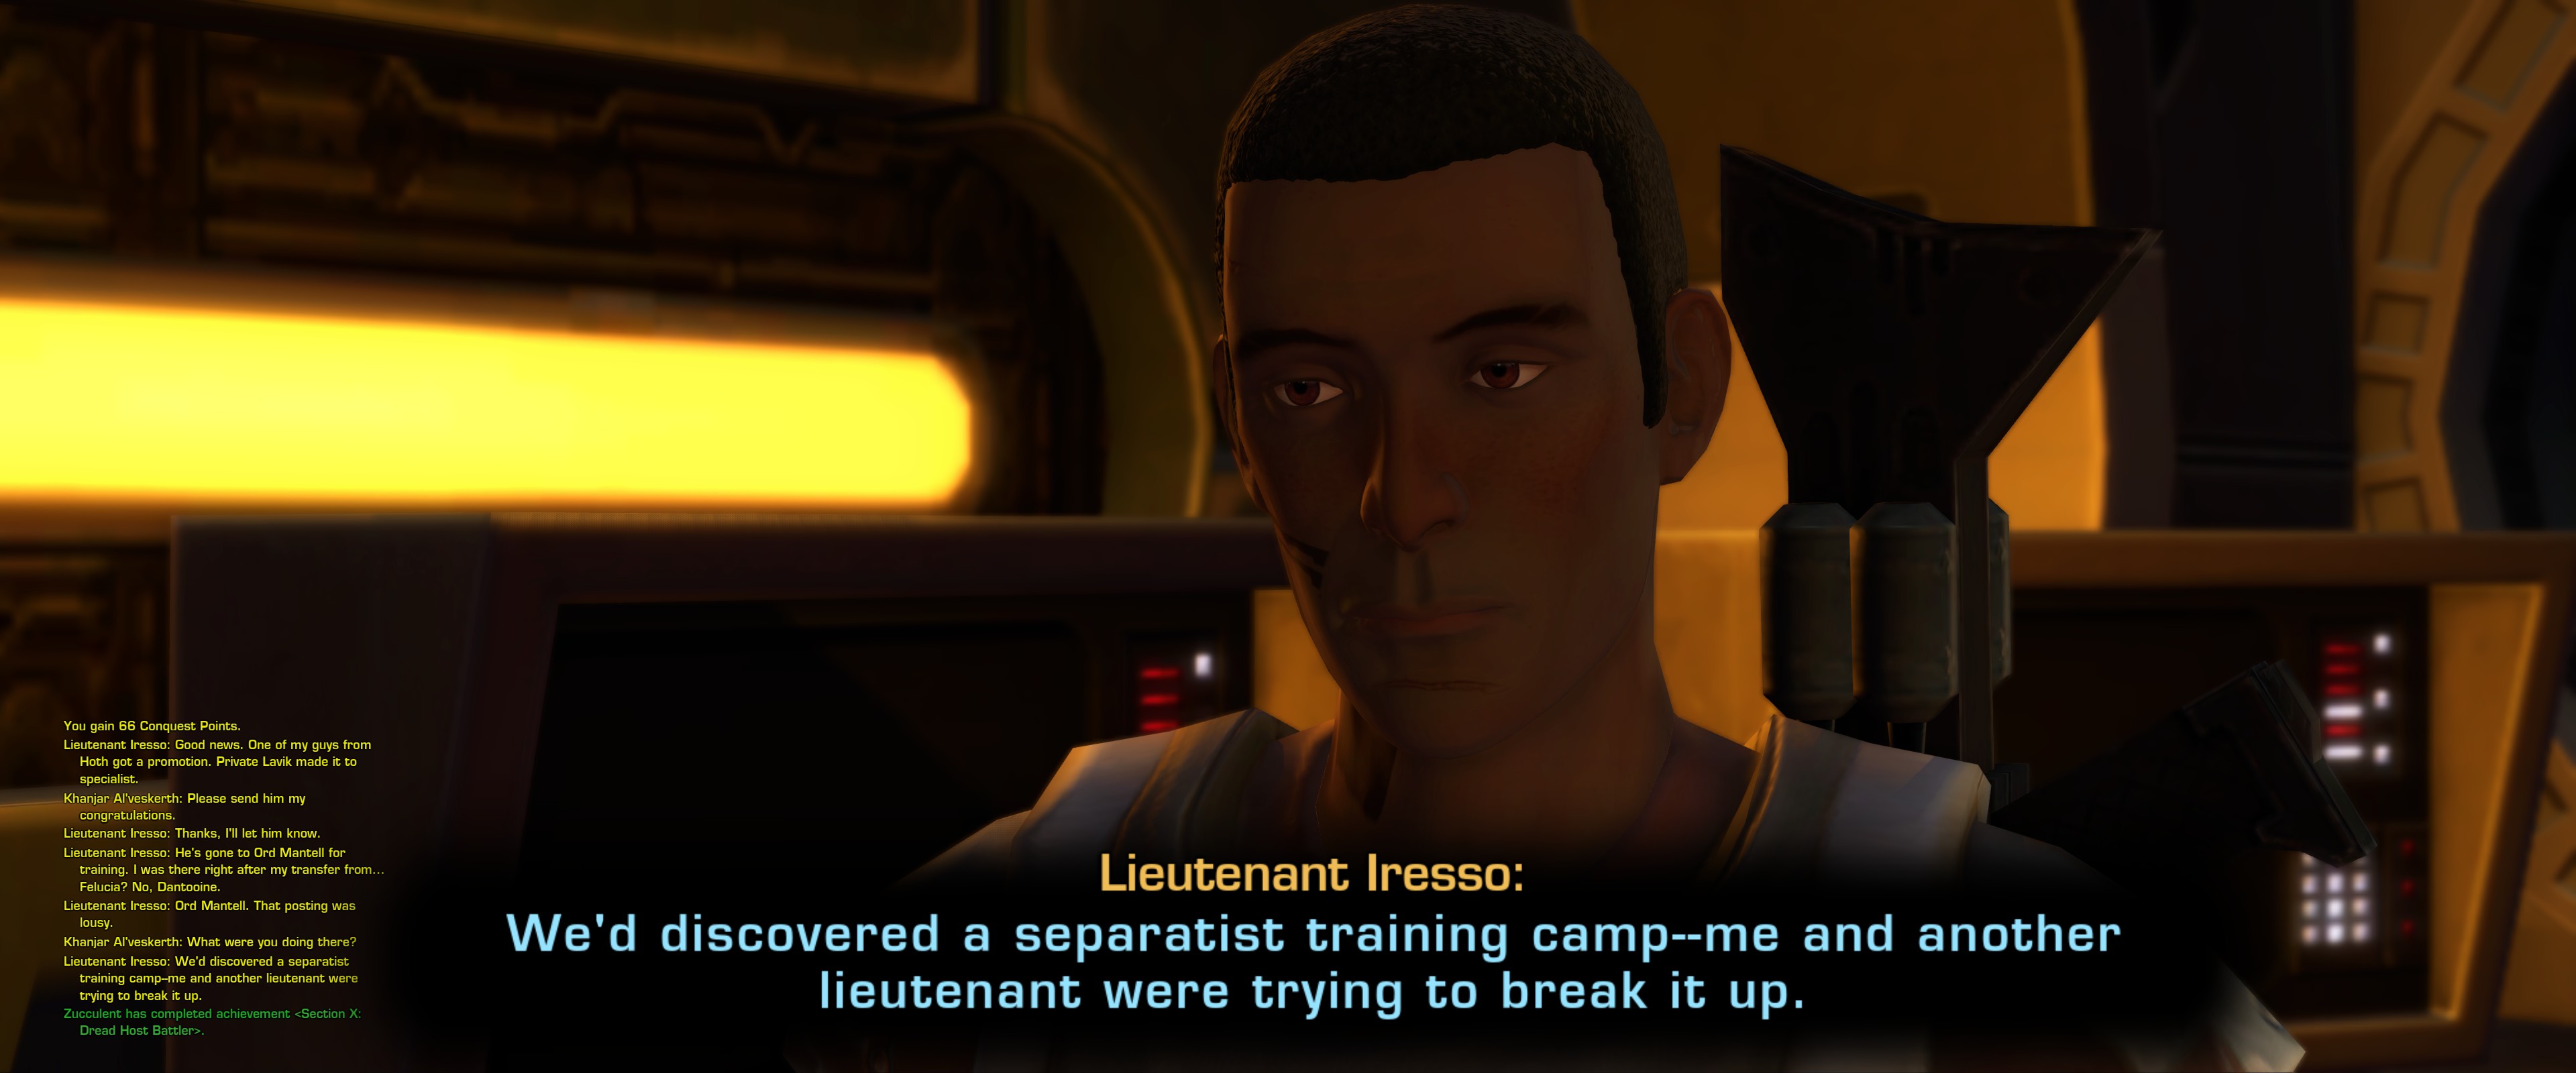 You gain 66 Conquest Points.
Lieutenant Iresso: Good news. One of my guys from
Hoth got a promotion. Private Lavik made it to
specialist.
Khanjar Al'veskerth: Please send him my
congratulations.
Lieutenant Iresso: Thanks, I'll let him know.
Lieutenant Iresso: He's gone to Ord Mantell for
training. I was there right after my transfer from...
Felucia? No, Dantooine.
Lieutenant Iresso: Ord Mantell. That posting was
lousy.
Khanjar Al'veskerth: What were you doing there?
Lieutenant Iresso: We'd discovered a separatist
training camp--me and another lieutenant were
trying to break it up.
Zucculent has completed achievement <Section X:
Dread Host Battler>.
Lieutenant Iresso:
We'd discovered a separatist training camp--me and another
lieutenant were trying to break it up.